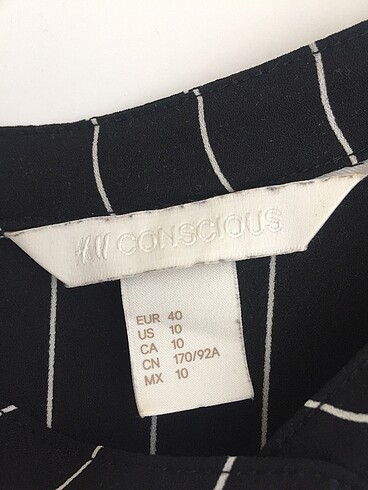 H&M CONSCIOUS
EUR 40
US 10
CA 10
CN 170/92A
MX 10